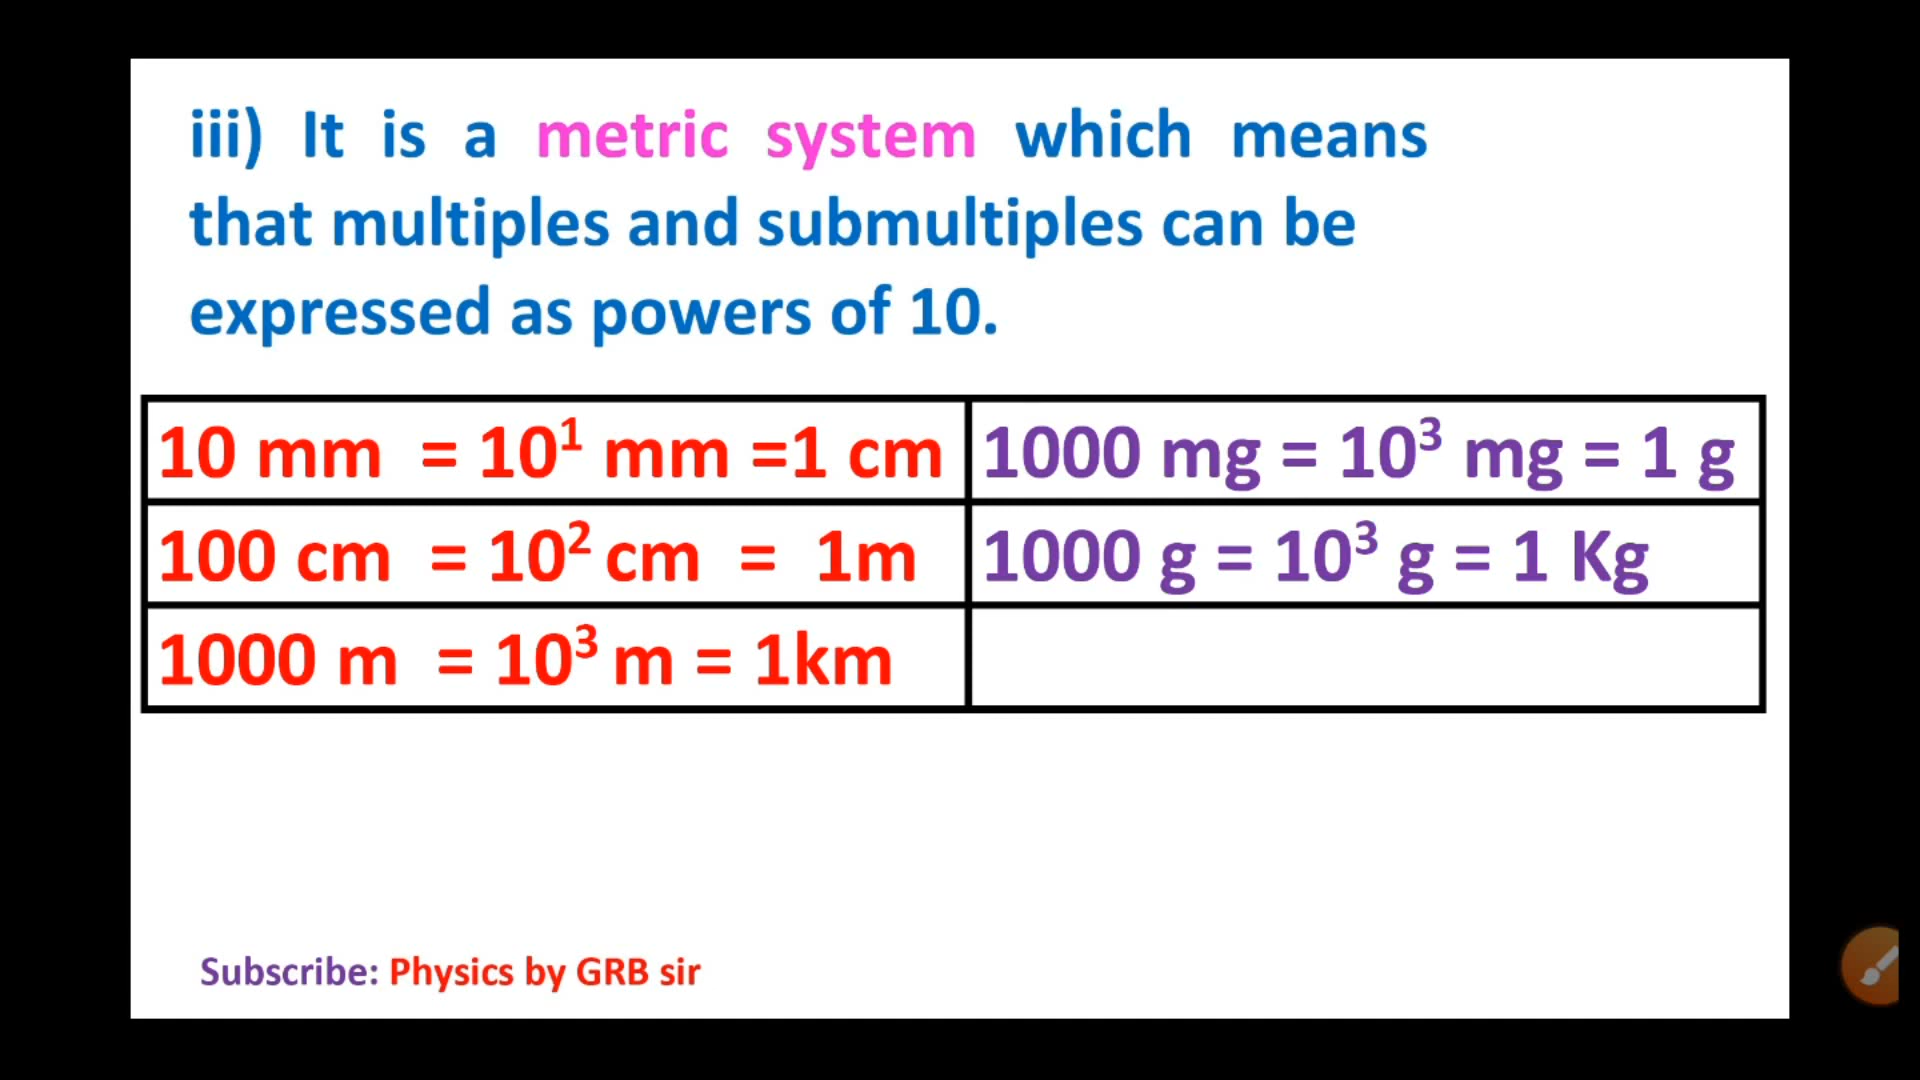 iii) It is a metric system which means
that multiples and submultiples can be
expressed as powers of 10.
10 mm = 10¹ mm =1 cm
1000 mg = 10³ mg = 1 g
100 cm = 10² cm = 1m
1000 g = 10³ g = 1 Kg
1000 m = 10³ m = 1km
Subscribe: Physics by GRB sir